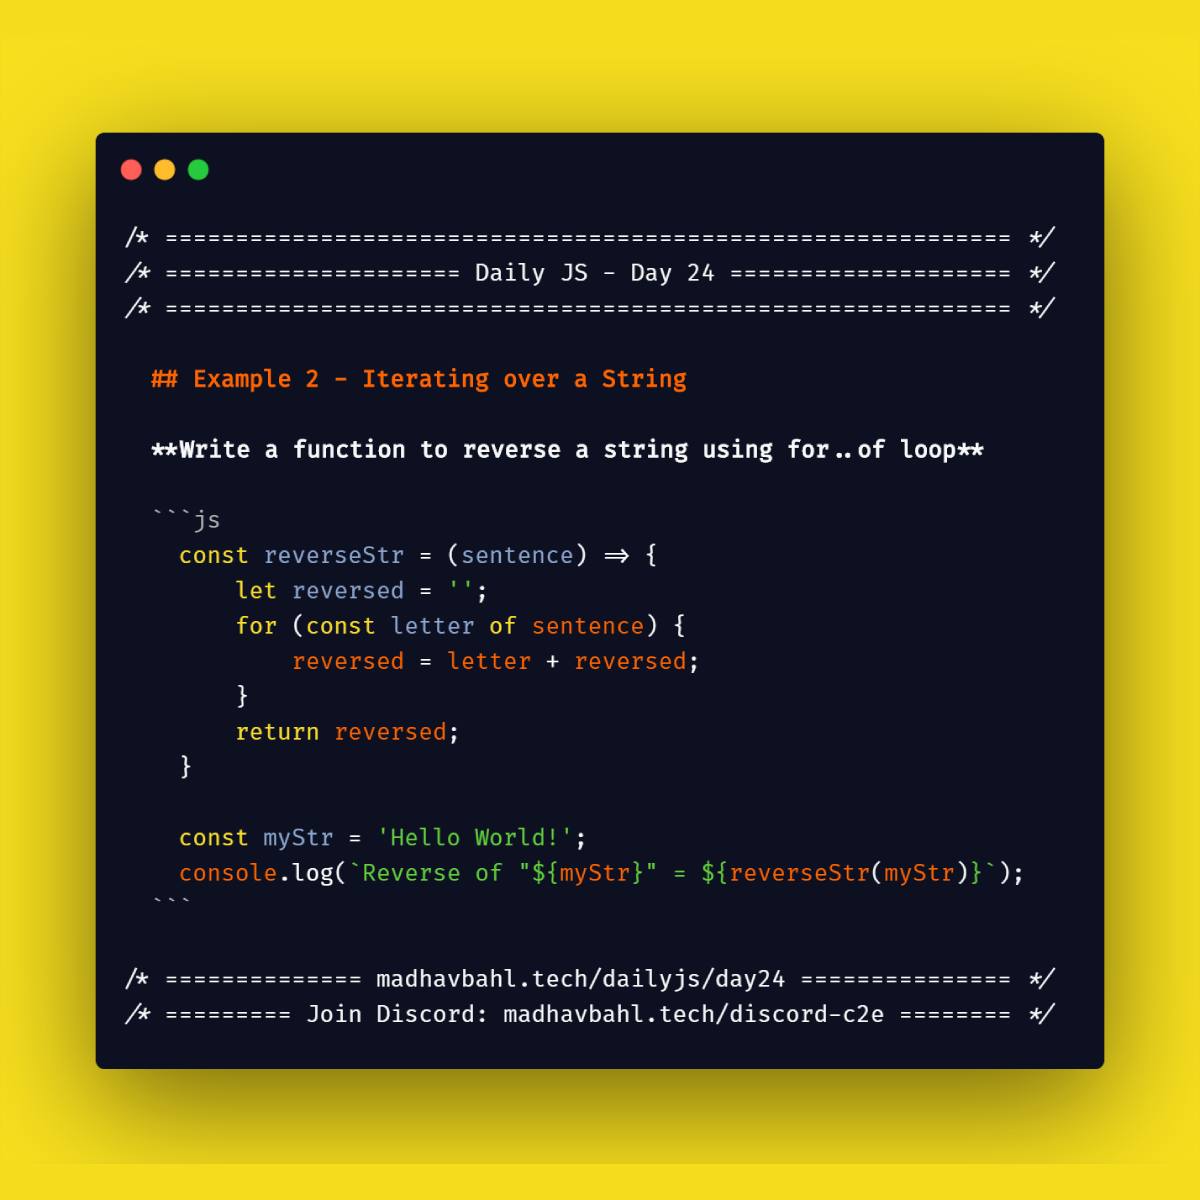 /* ============================================================ */
/* ===================== Daily JS - Day 24 ==================== */
/* ============================================================ */
## Example 2 - Iterating over a String
**Write a function to reverse a string using for..of loop**
```js
const reverseStr = (sentence) => {
let reversed = '';
for (const letter of sentence) {
reversed = letter + reversed;
}
return reversed;
}
const myStr = 'Hello World!';
console.log(`Reverse of "${myStr}" = ${reverseStr(myStr)}`);
```
/* ============== madhavbahl.tech/dailyjs/day24 =============== */
/* ========= Join Discord: madhavbahl.tech/discord-c2e ======== */